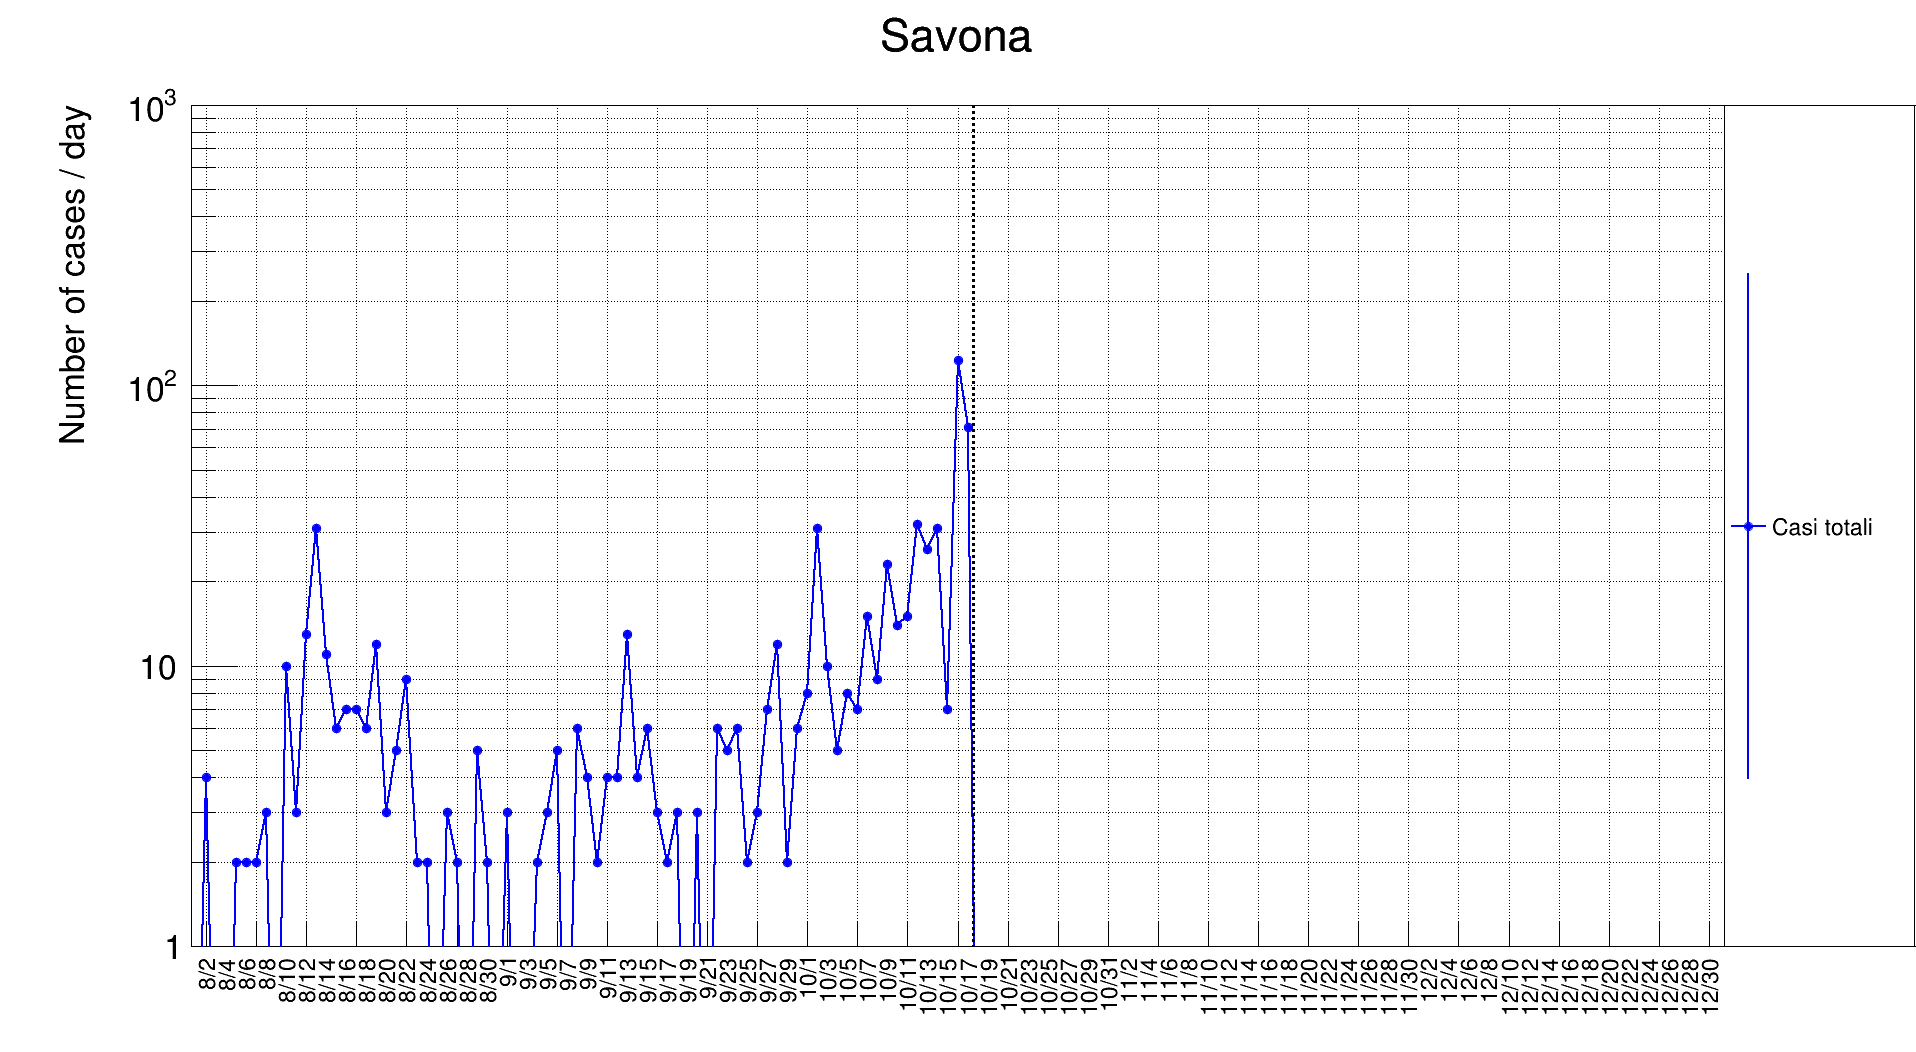 Savona
Number of cases / day
10³
10²
10
1
8/2 8/4 8/6 8/8 8/10 8/12 8/14 8/16 8/18 8/20 8/22 8/24 8/26 8/28 8/30 9/1 9/3 9/5 9/7 9/9 9/11 9/13 9/15 9/17 9/19 9/21 9/23 9/25 9/27 9/29 10/1 10/3 10/5 10/7 10/9 10/11 10/13 10/15 10/17 10/19 10/21 10/23 10/25 10/27 10/29 10/31 11/2 11/4 11/6 11/8 11/10 11/12 11/14 11/16 11/18 11/20 11/22 11/24 11/26 11/28 11/30 12/2 12/4 12/6 12/8 12/10 12/12 12/14 12/16 12/18 12/20 12/22 12/24 12/26 12/28 12/30
Casi totali